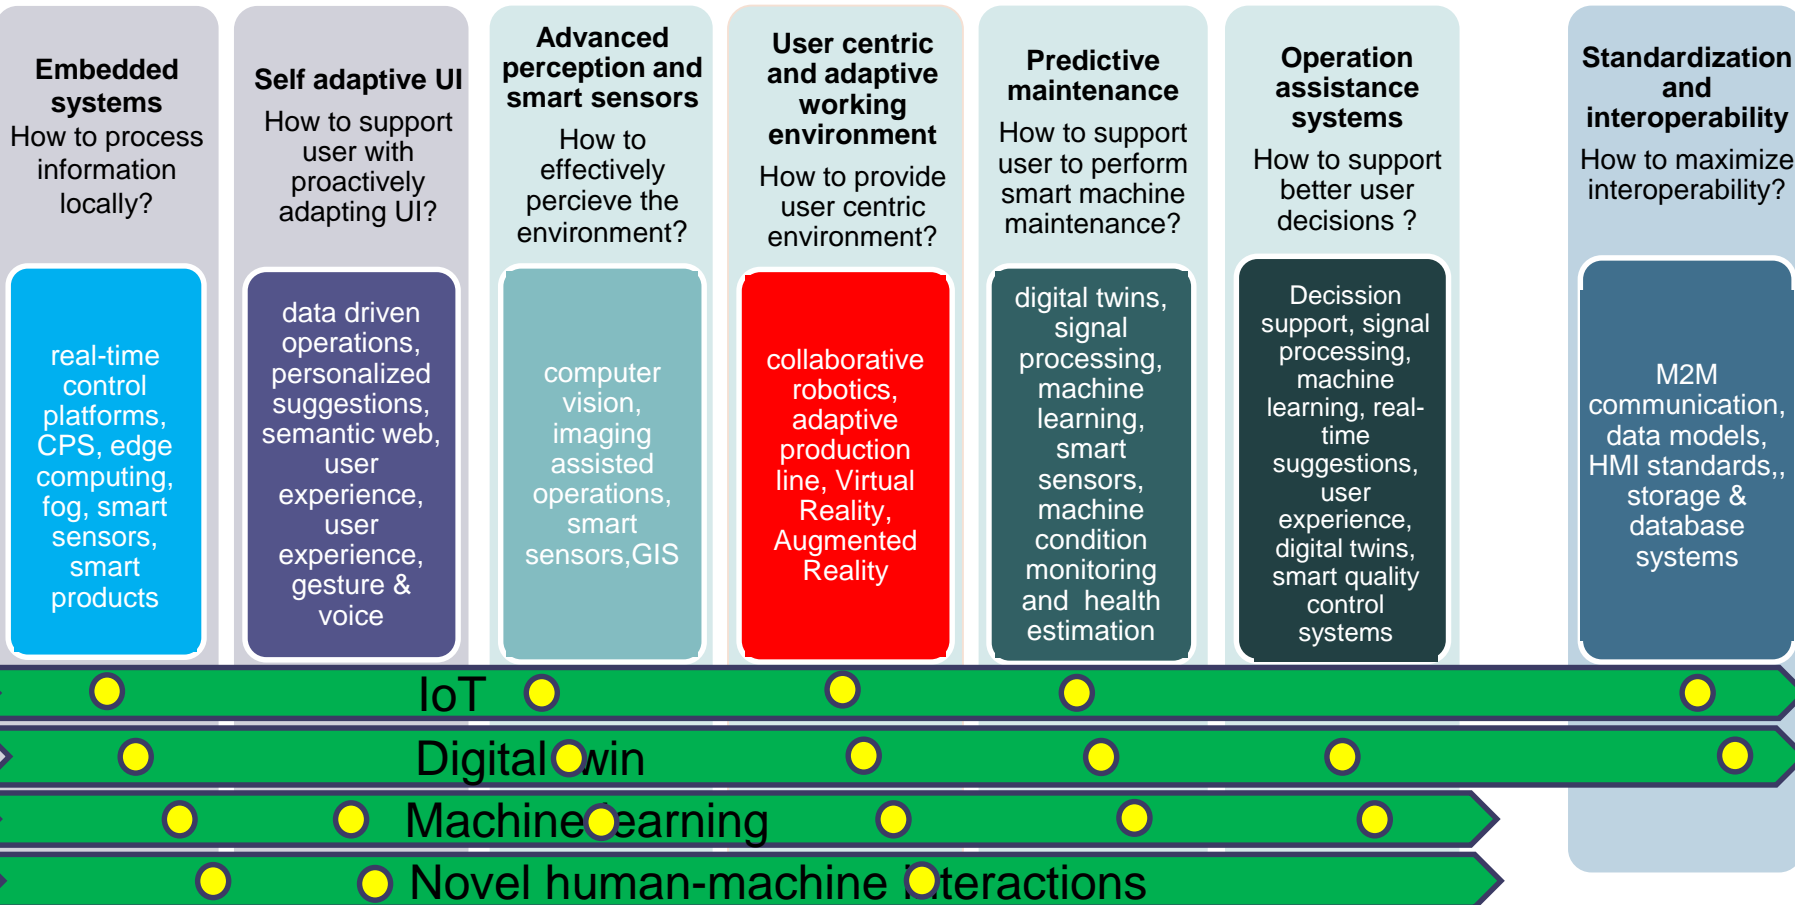 Embedded
systems
How to process
information
locally?
real-time
control
platforms,
CPS, edge
computing,
fog, smart
sensors,
smart
products
Self adaptive UI
How to support
user with
proactively
adapting UI?
data driven
operations,
personalized
suggestions,
semantic web,
user
experience,
user
experience,
gesture &
voice
Advanced
perception and
smart sensors
How to
effectively
percieve the
environment?
computer
vision,
imaging
assisted
operations,
smart
sensors,GIS
User centric
and adaptive
working
environment
How to provide
user centric
environment?
collaborative
robotics,
adaptive
production
line, Virtual
Reality,
Augmented
Reality
Predictive
maintenance
How to support
user to perform
smart machine
maintenance?
digital twins,
signal
processing,
machine
learning,
smart
sensors,
machine
condition
monitoring
and health
estimation
Operation
assistance
systems
How to support
better user
decisions ?
Decission
support, signal
processing,
machine
learning, real-
time
suggestions,
user
experience,
digital twins,
smart quality
control
systems
Standardization
and
interoperability
How to maximize
interoperability?
M2M
communication,
data models,
HMI standards,,
storage &
database
systems
IoT
Digital twin
Machine learning
Novel human-machine interactions